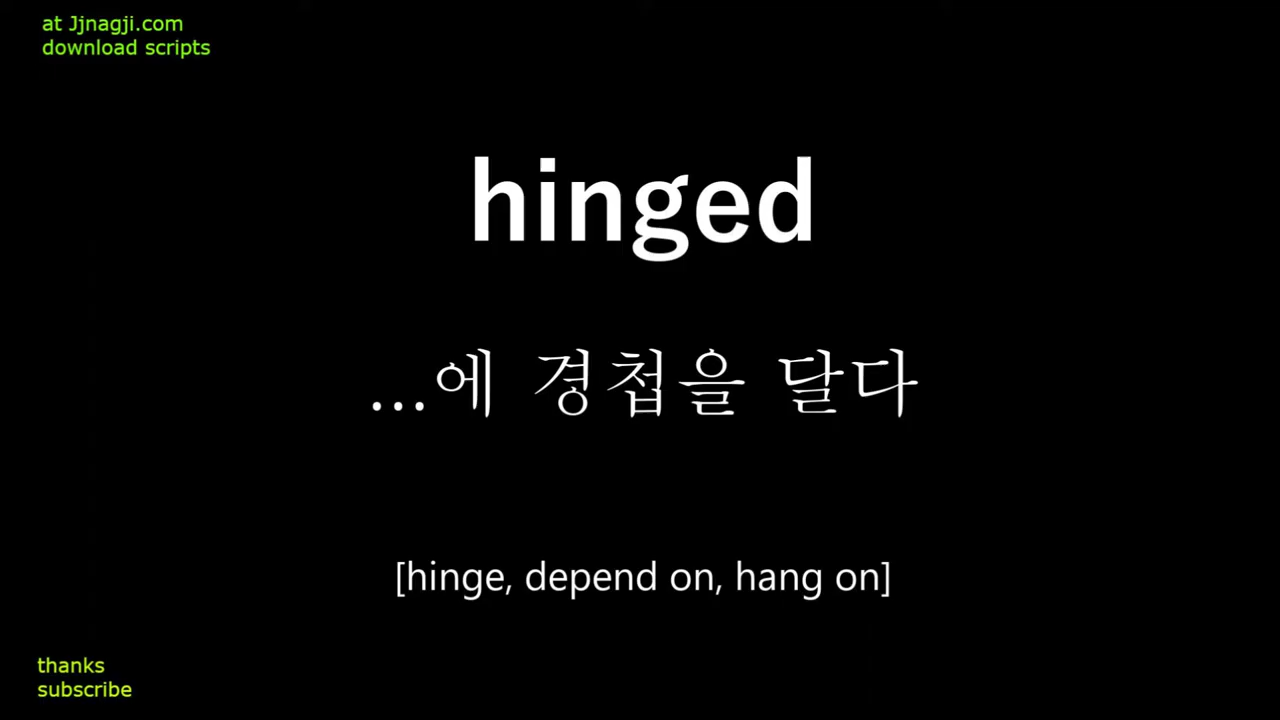 at Jjnagji.com
download scripts
hinged
...에 경첩을 달다
[hinge, depend on, hang on]
thanks
subscribe